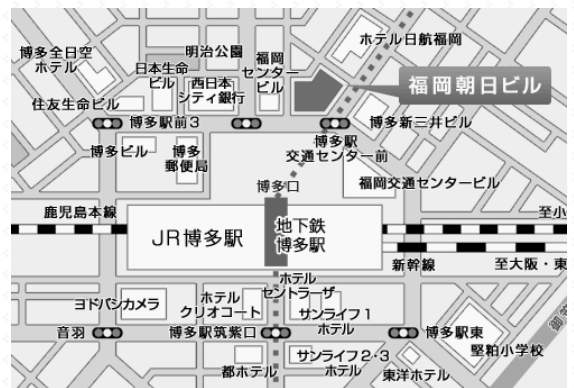 ホテル日航福岡
明治公園
福岡
センター
ビル
博多全日空
ホテル
日本生命
ビル
西日本
シティ銀行
福岡朝日ビル
住友生命ビル
博多駅前3
博多駅
交通センター前
博多新三井ビル
博多ビル
博多
郵便局
福岡交通センタービル
博多口
鹿児島本線
至小
JR博多駅
地下鉄
博多駅
新幹線
至大阪・東
ホテル
セントラーザ
ヨドバシカメラ
ホテル
クリオコート
サンライフ1
ホテル
音羽
博多駅筑紫口
博多駅東
堅粕小学校
都ホテル
サンライフ2・3
ホテル
東洋ホテル